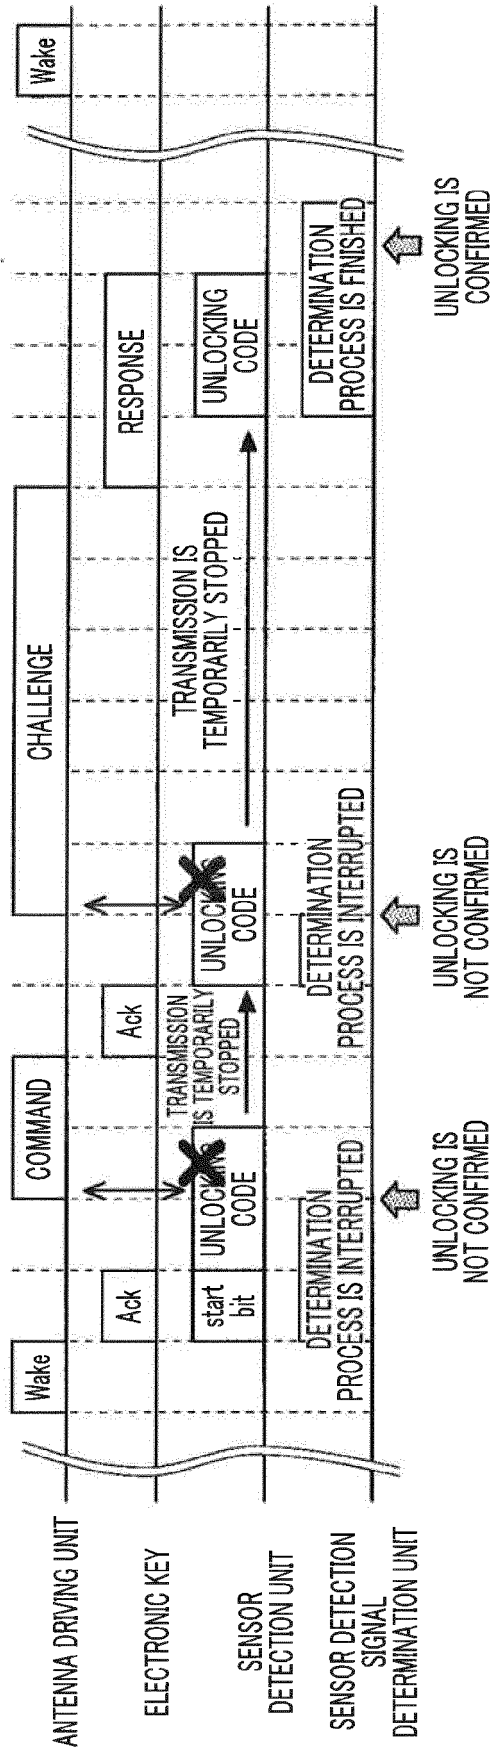 ANTENNA DRIVING UNIT
Wake
COMMAND
CHALLENGE
Wake
ELECTRONIC KEY
Ack
Ack
RESPONSE
SENSOR
DETECTION UNIT
start
bit
UNLOCKING
CODE
TRANSMISSION
IS TEMPORARILY
STOPPED
UNLOCKING
CODE
TRANSMISSION IS
TEMPORARILY STOPPED
UNLOCKING
CODE
SENSOR DETECTION
SIGNAL
DETERMINATION UNIT
DETERMINATION
PROCESS IS INTERRUPTED
DETERMINATION
PROCESS IS INTERRUPTED
DETERMINATION
PROCESS IS FINISHED
UNLOCKING IS
NOT CONFIRMED
UNLOCKING IS
NOT CONFIRMED
UNLOCKING IS
CONFIRMED